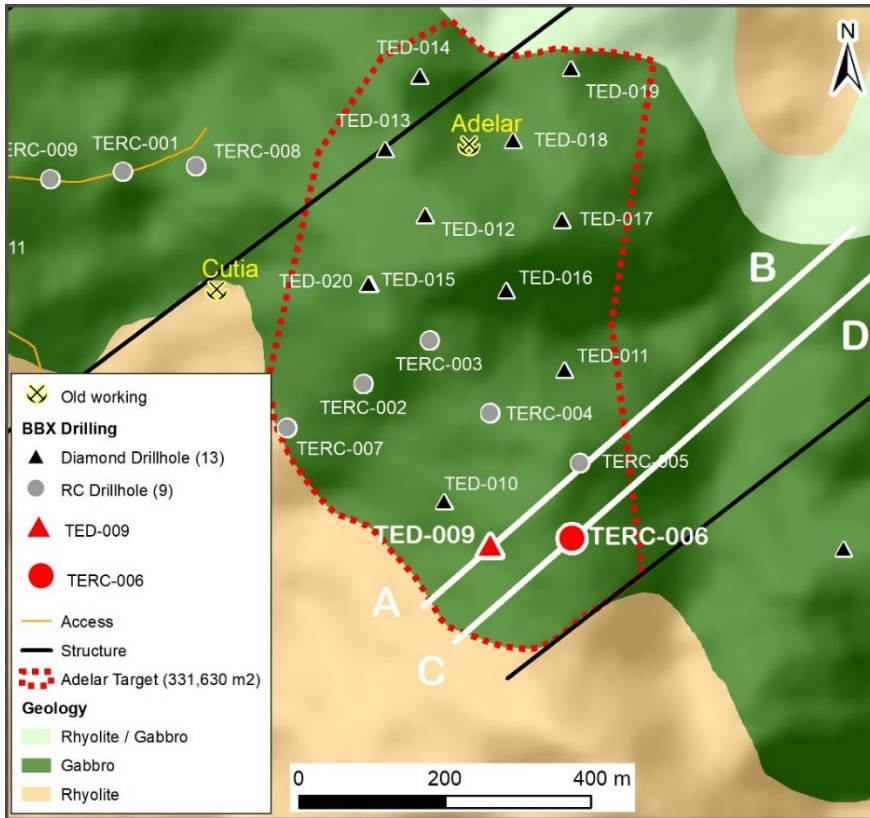 N
TED-014
TED-019
TED-013
Adelar
TED-018
ERC-009
TERC-001
TERC-008
TED-012
TED-017
11
Cutia
TED-020
TED-015
TED-016
B
D
TERC-003
TED-011
TERC-002
TERC-004
TERC-007
TERC-005
TED-010
TED-009
TERC-006
A
C
Old working
BBX Drilling
Diamond Drillhole (13)
RC Drillhole (9)
TED-009
TERC-006
Access
Structure
Adelar Target (331,630 m2)
Geology
Rhyolite / Gabbro
Gabbro
Rhyolite
0 200 400 m